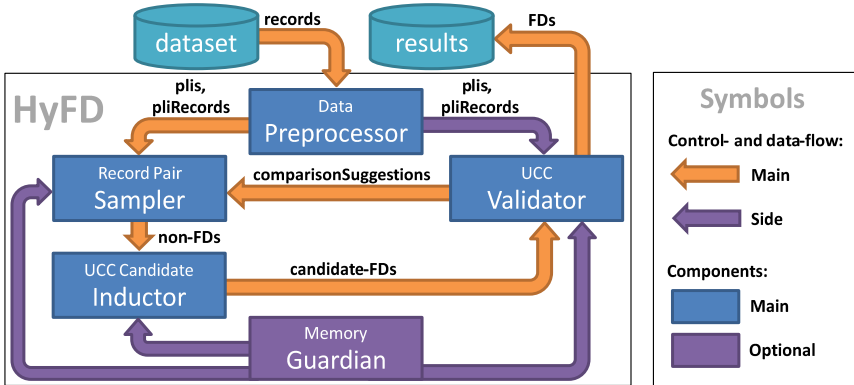 records
FDs
dataset
results
HyFD
plis,
pliRecords
Data
Preprocessor
plis,
pliRecords
Record Pair
Sampler
comparisonSuggestions
UCC
Validator
non-FDs
UCC Candidate
Inductor
candidate-FDs
Memory
Guardian
Symbols
Control- and data-flow:
Main
Side
Components:
Main
Optional